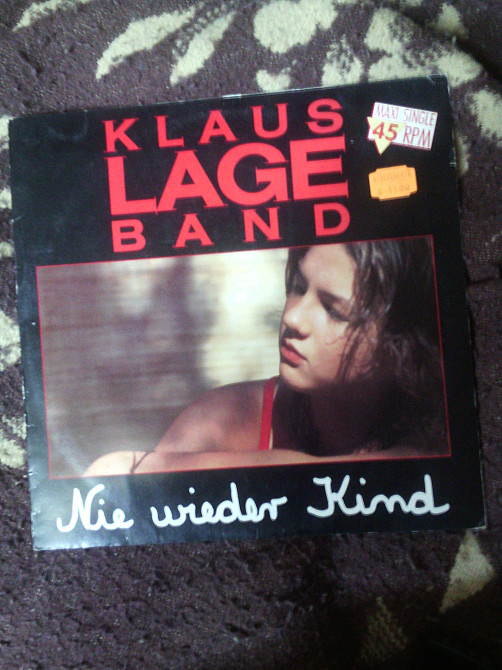 KLAUS
LAGE
BAND
MAXI SINGLE
45 RPM
Nie wieder Kind